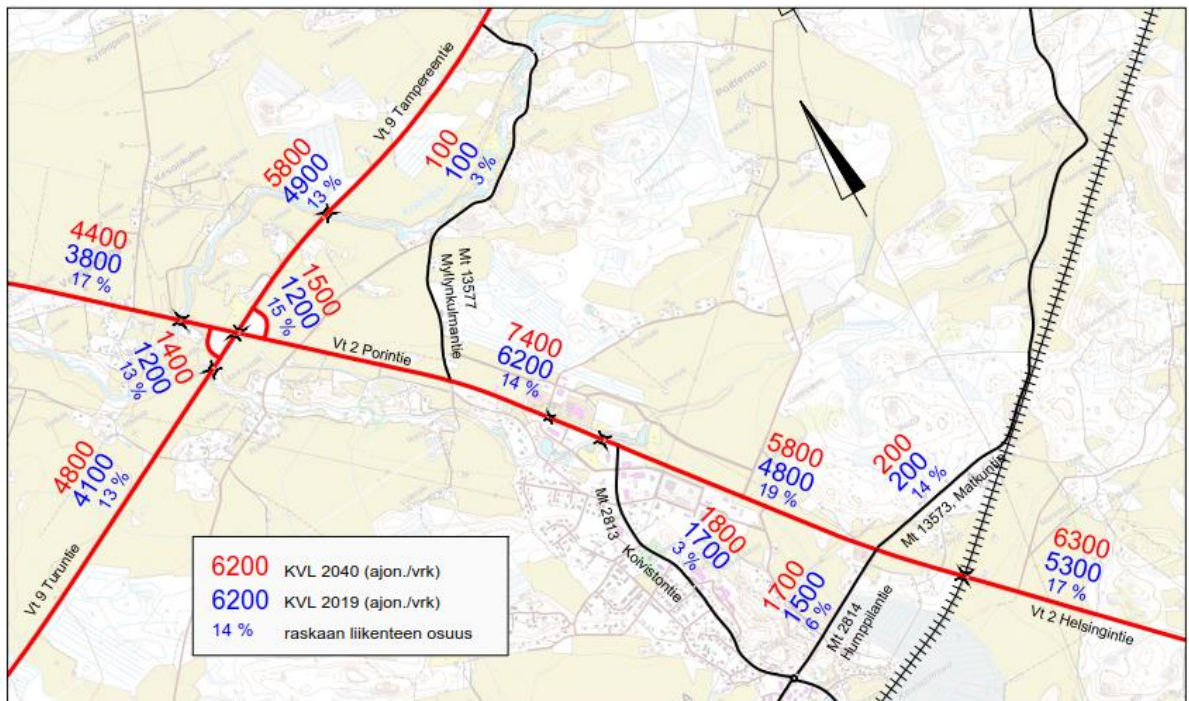 Vt 9 Tampereentie
5800
4900
13 %
100
100
3 %
4400
3800
17 %
1500
1200
15 %
Mt 13577
Myllynkulmantie
7400
6200
14 %
Vt 2 Porintie
1400
1200
13 %
4800
4100
13 %
Vt 9 Turuntie
5800
4800
19 %
200
200
14 %
Mt 13573, Matkuntie
Mt 2813
Koivistontie
1800
1700
3 %
1700
1500
6 %
Mt 2814
Humppilantie
6300
5300
17 %
Vt 2 Helsingintie
6200 KVL 2040 (ajon./vrk)
6200 KVL 2019 (ajon./vrk)
14 % raskaan liikenteen osuus